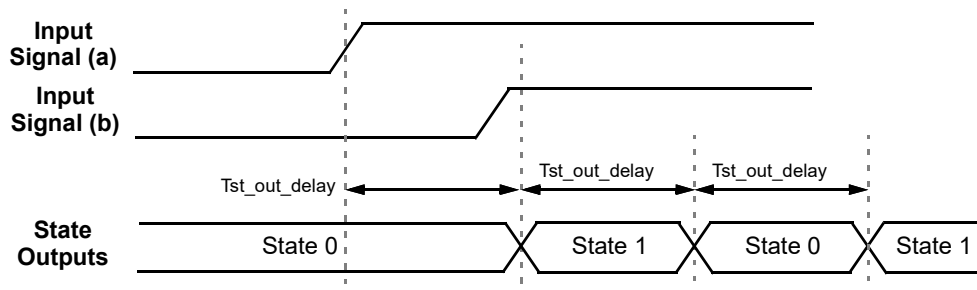 Input
Signal (a)
Input
Signal (b)
Tst_out_delay
Tst_out_delay
Tst_out_delay
State
Outputs
State 0
State 1
State 0
State 1